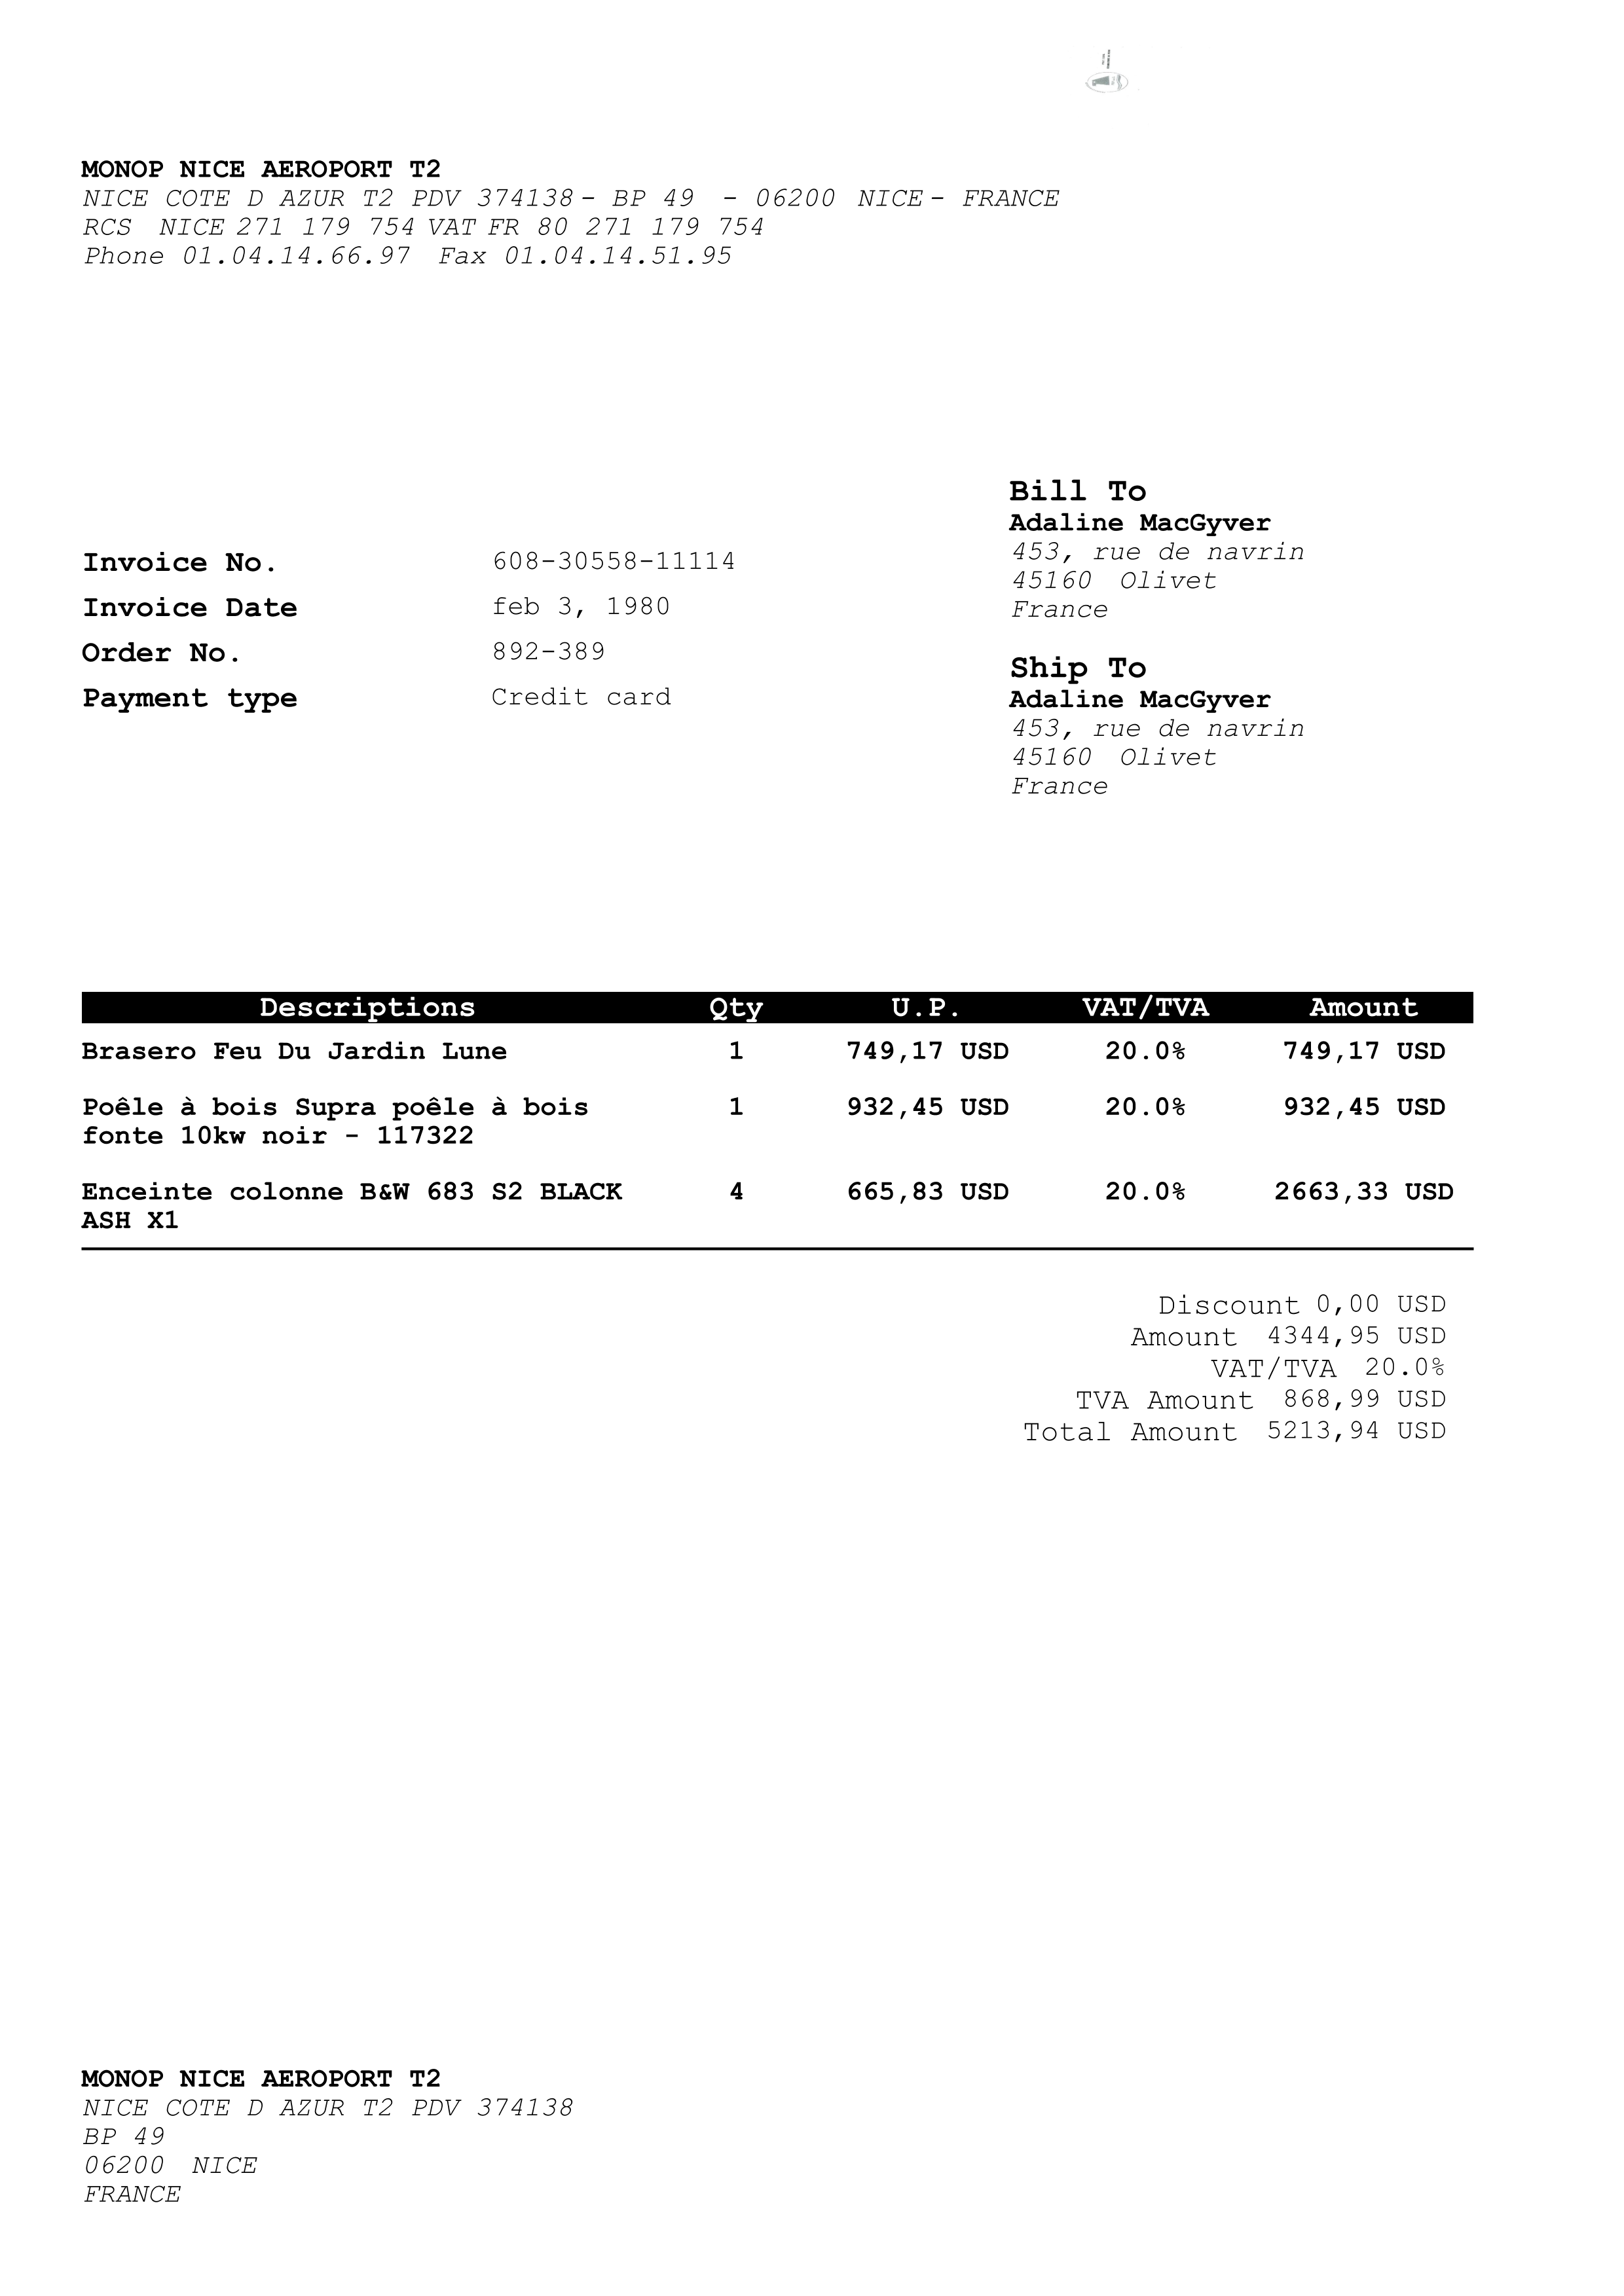 MONOP NICE AEROPORT T2
NICE COTE D AZUR T2 PDV 374138 - BP 49 - 06200 NICE - FRANCE
RCS NICE 271 179 754 VAT FR 80 271 179 754
Phone 01.04.14.66.97 Fax 01.04.14.51.95
Invoice No. 608-30558-11114
Invoice Date feb 3, 1980
Order No. 892-389
Payment type Credit card
Bill To
Adaline MacGyver
453, rue de navrin
45160 Olivet
France
Ship To
Adaline MacGyver
453, rue de navrin
45160 Olivet
France
Descriptions Qty U.P. VAT/TVA Amount
Brasero Feu Du Jardin Lune 1 749,17 USD 20.0% 749,17 USD
Poêle à bois Supra poêle à bois 1 932,45 USD 20.0% 932,45 USD
fonte 10kw noir - 117322
Enceinte colonne B&W 683 S2 BLACK 4 665,83 USD 20.0% 2663,33 USD
ASH X1
Discount 0,00 USD
Amount 4344,95 USD
VAT/TVA 20.0%
TVA Amount 868,99 USD
Total Amount 5213,94 USD
MONOP NICE AEROPORT T2
NICE COTE D AZUR T2 PDV 374138
BP 49
06200 NICE
FRANCE